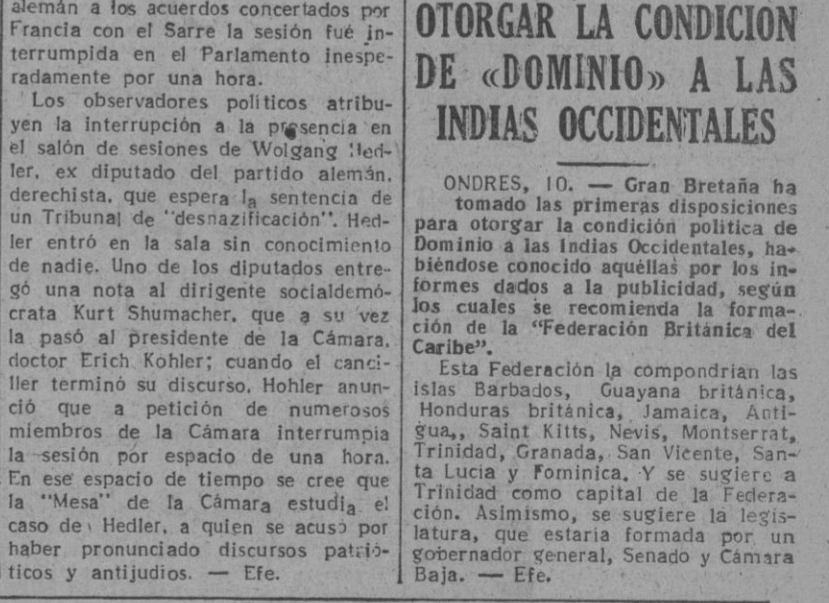 alemán a los acuerdos concertados por
Francia con el Sarre la sesión fué in-
terrumpida en el Parlamento inespe-
radamente por una hora.
Los observadores políticos atribu-
yen la interrupción a la presencia en
el salón de sesiones de Wolgang Hed-
ler, ex diputado del partido alemán,
derechista, que espera la sentencia de
un Tribunal de "desnazificación". Hed-
ler entró en la sala sin conocimiento
de nadie. Uno de los diputados entre-
gó una nota al dirigente socialdemó-
crata Kurt Shumacher, que a su vez
la pasó al presidente de la Cámara,
doctor Erich Kohler; cuando el canci-
ller terminó su discurso, Hohler anun-
ció que a petición de numerosos
miembros de la Cámara interrumpia
la sesión por espacio de una hora.
En ese espacio de tiempo se cree que
la "Mesa" de la Cámara estudia el
caso de Hedler, a quien se acusó por
haber pronunciado discursos patrió-
ticos y antijudios. — Efe.
OTORGAR LA CONDICION
DE «DOMINIO» A LAS
INDIAS OCCIDENTALES
ONDRES, 10. — Gran Bretaña ha
tomado las primeras disposiciones
para otorgar la condición política de
Dominio a las Indias Occidentales, ha-
biéndose conocido aquéllas por los in-
formes dados a la publicidad, según
los cuales se recomienda la forma-
ción de la "Federación Británica del
Caribe".
Esta Federación la compondrían las
islas Barbados, Guayana británica,
Honduras británica, Jamaica, Anti-
gua,, Saint Kitts, Nevis, Montserrat,
Trinidad, Granada, San Vicente, San-
ta Lucia y Fominica. Y se sugiere a
Trinidad como capital de la Federa-
ción. Asimismo, se sugiere la legis-
latura, que estaría formada por un
gobernador general, Senado y Cámara
Baja. — Efe.